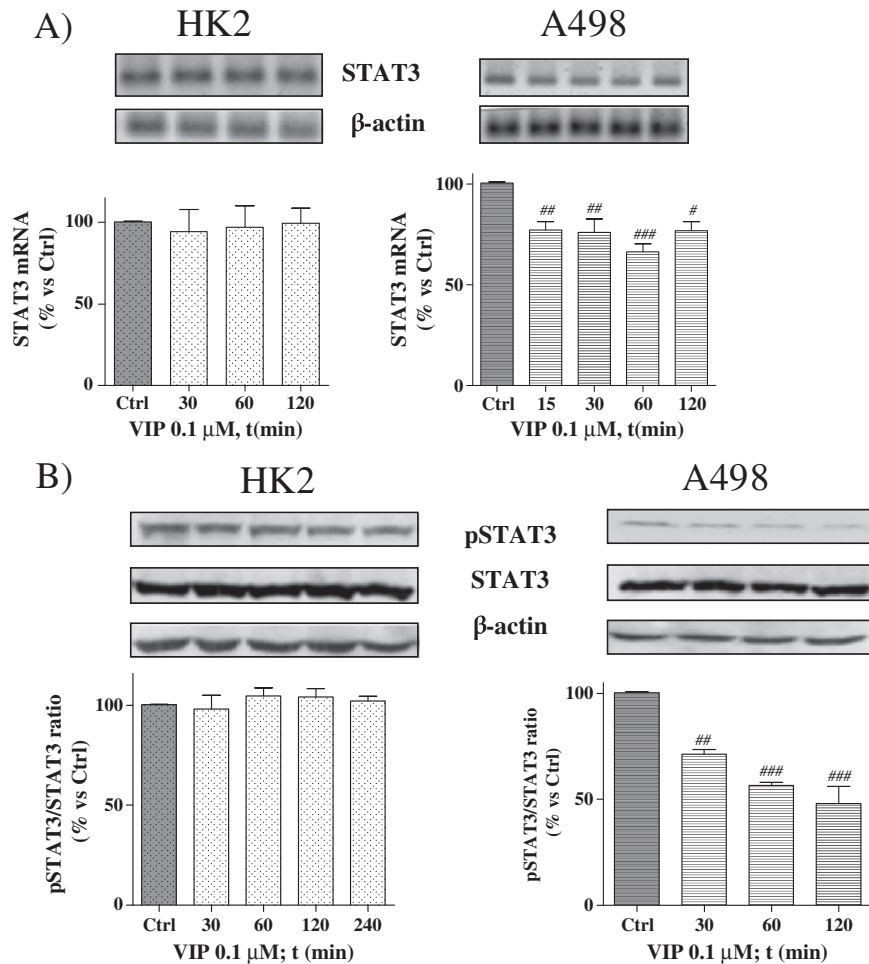 A)
HK2
A498
STAT3
β-actin
STAT3 mRNA
(% vs Ctrl)
100
50
0
Ctrl 30 60 120
VIP 0.1 μM, t(min)
STAT3 mRNA
(% vs Ctrl)
100
50
0
##
##
###
#
Ctrl 15 30 60 120
VIP 0.1 μM, t(min)
B)
HK2
A498
pSTAT3
STAT3
β-actin
pSTAT3/STAT3 ratio
(% vs Ctrl)
100
50
0
Ctrl 30 60 120 240
VIP 0.1 μM; t (min)
pSTAT3/STAT3 ratio
(% vs Ctrl)
100
50
0
##
###
###
Ctrl 30 60 120
VIP 0.1 μM; t (min)